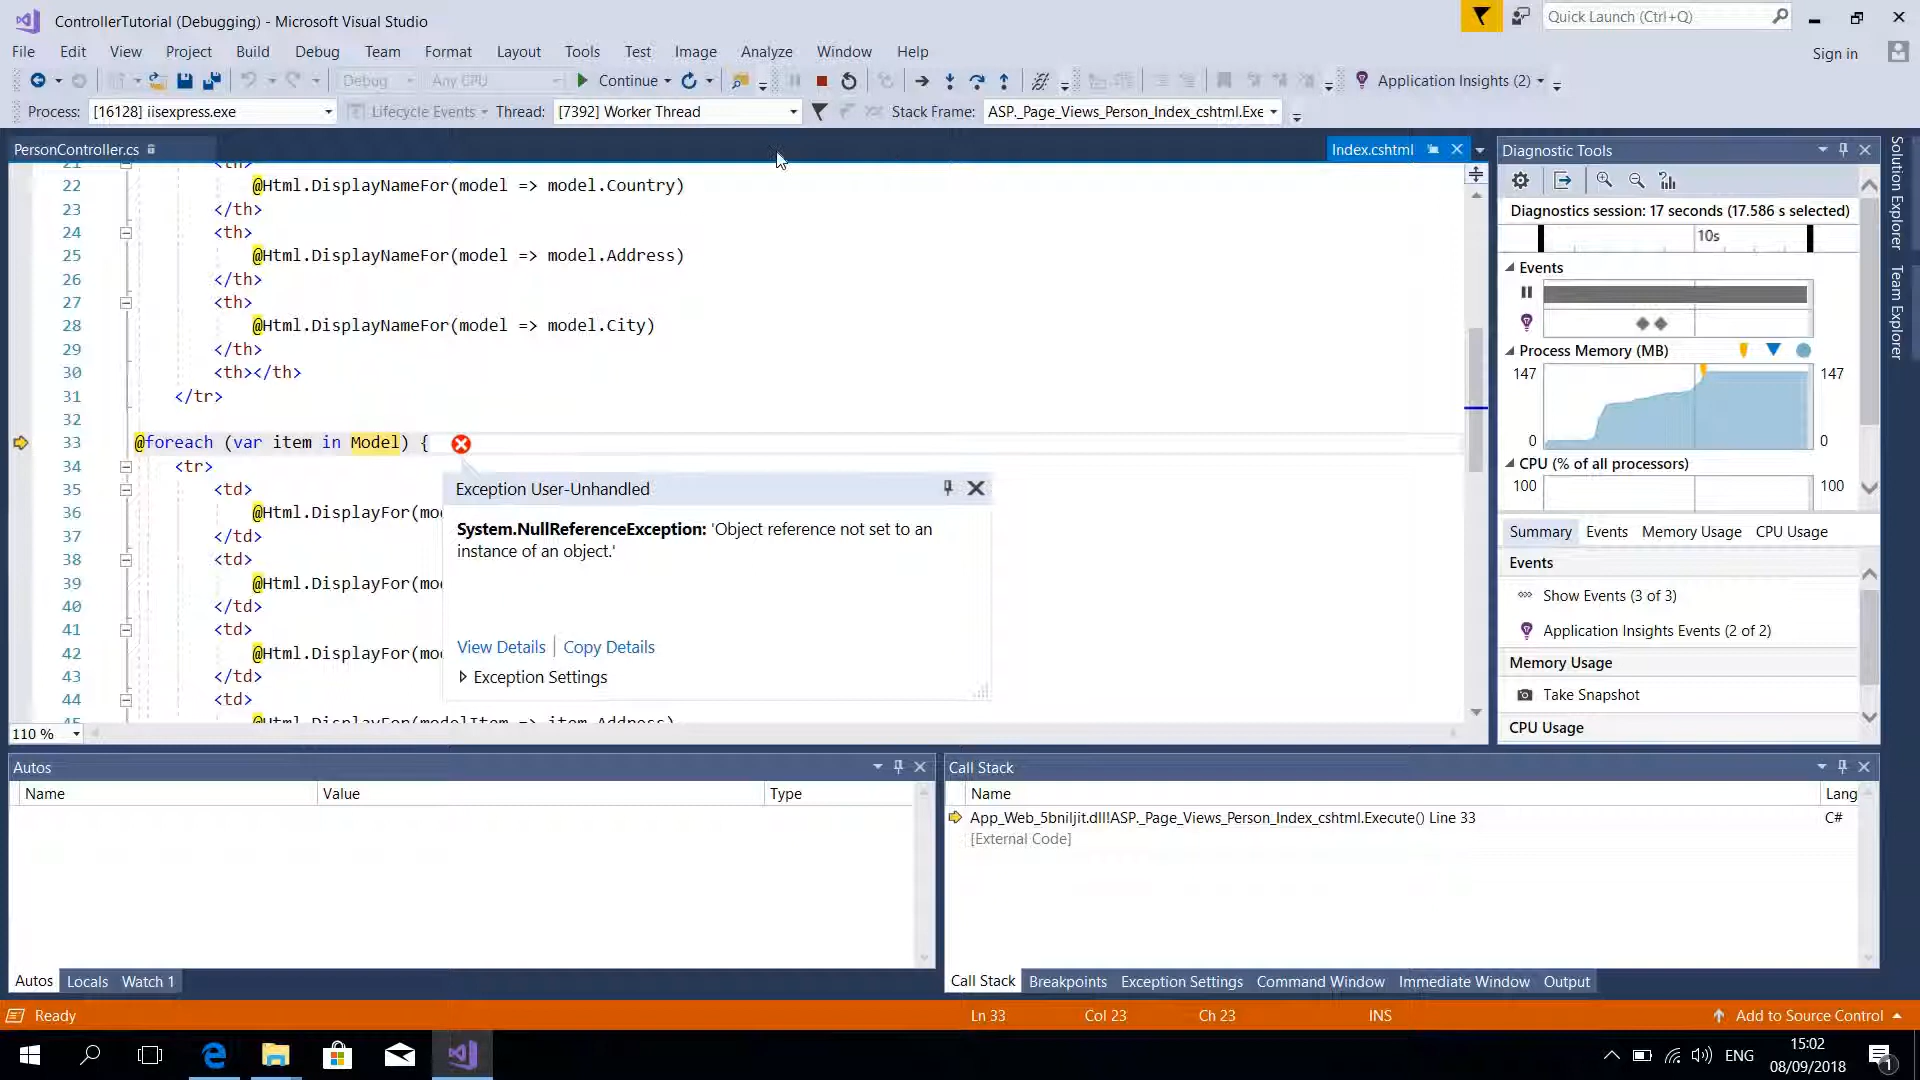 ControllerTutorial (Debugging) - Microsoft Visual Studio
Quick Launch (Ctrl+Q)
File Edit View Project Build Debug Team Format Layout Tools Test Image Analyze Window Help
Sign in
Debug Any CPU Continue Application Insights (2)
Process: [16128] iisexpress.exe Lifecycle Events Thread: [7392] Worker Thread Stack Frame: ASP._Page_Views_Person_Index_cshtml.Exe
PersonController.cs Index.cshtml
21 <th>
22 @Html.DisplayNameFor(model => model.Country)
23 </th>
24 <th>
25 @Html.DisplayNameFor(model => model.Address)
26 </th>
27 <th>
28 @Html.DisplayNameFor(model => model.City)
29 </th>
30 <th></th>
31 </tr>
32
33 @foreach (var item in Model) {
34 <tr>
35 <td>
36 @Html.DisplayFor(mo
37 </td>
38 <td>
39 @Html.DisplayFor(mo
40 </td>
41 <td>
42 @Html.DisplayFor(mo
43 </td>
44 <td>
45 @Html.DisplayFor(modelItem => item.Address)
Exception User-Unhandled
System.NullReferenceException: 'Object reference not set to an
instance of an object.'
View Details Copy Details
Exception Settings
110 %
Diagnostic Tools
Diagnostics session: 17 seconds (17.586 s selected)
10s
Events
Process Memory (MB)
147 147
0 0
CPU (% of all processors)
100 100
Summary Events Memory Usage CPU Usage
Events
Show Events (3 of 3)
Application Insights Events (2 of 2)
Memory Usage
Take Snapshot
CPU Usage
Solution Explorer
Team Explorer
Autos
Name Value Type
Autos Locals Watch 1
Call Stack
Name Lang
App_Web_5bniljit.dll!ASP._Page_Views_Person_Index_cshtml.Execute() Line 33 C#
[External Code]
Call Stack Breakpoints Exception Settings Command Window Immediate Window Output
Ready Ln 33 Col 23 Ch 23 INS Add to Source Control
ENG
15:02
08/09/2018
1